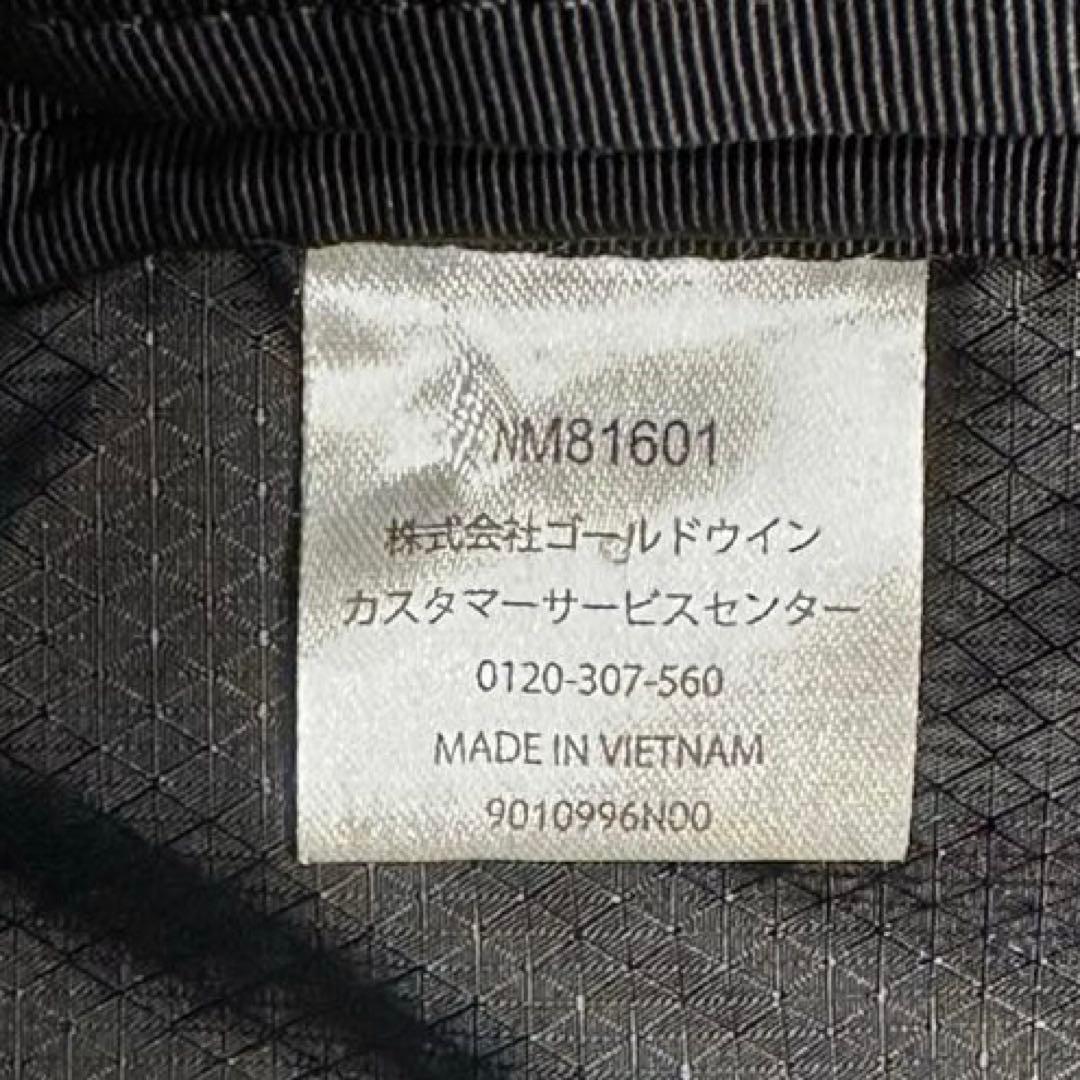 NM81601
株式会社ゴールドウイン
カスタマーサービスセンター
0120-307-560
MADE IN VIETNAM
9010996N00